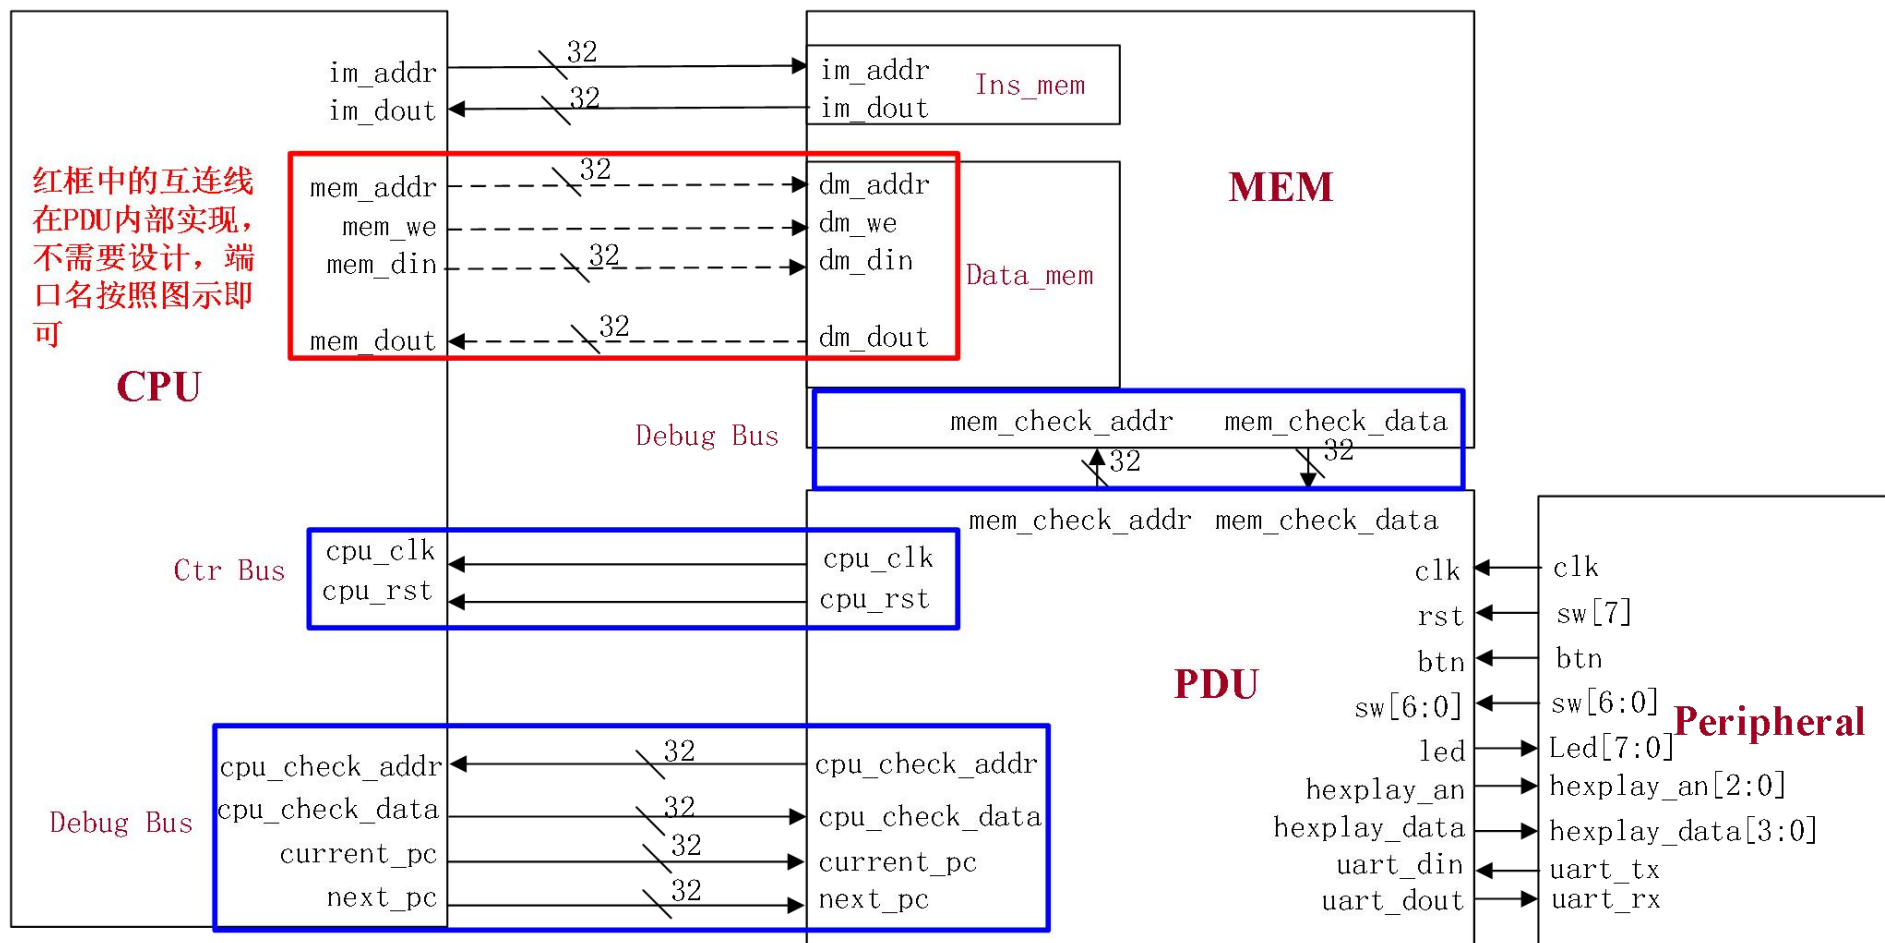 im_addr
32
im_addr
Ins_mem
im_dout
32
im_dout
红框中的互连线
在PDU内部实现，
不需要设计，端
口名按照图示即
可
mem_addr
32
dm_addr
mem_we
dm_we
mem_din
32
dm_din
mem_dout
32
dm_dout
Data_mem
MEM
CPU
Debug Bus
mem_check_addr
mem_check_data
32
32
mem_check_addr
mem_check_data
Ctr Bus
cpu_clk
cpu_clk
cpu_rst
cpu_rst
PDU
clk
clk
rst
sw[7]
btn
btn
sw[6:0]
sw[6:0]
Peripheral
led
Led[7:0]
hexplay_an
hexplay_an[2:0]
hexplay_data
hexplay_data[3:0]
uart_din
uart_tx
uart_dout
uart_rx
Debug Bus
cpu_check_addr
32
cpu_check_addr
cpu_check_data
32
cpu_check_data
current_pc
32
current_pc
next_pc
32
next_pc